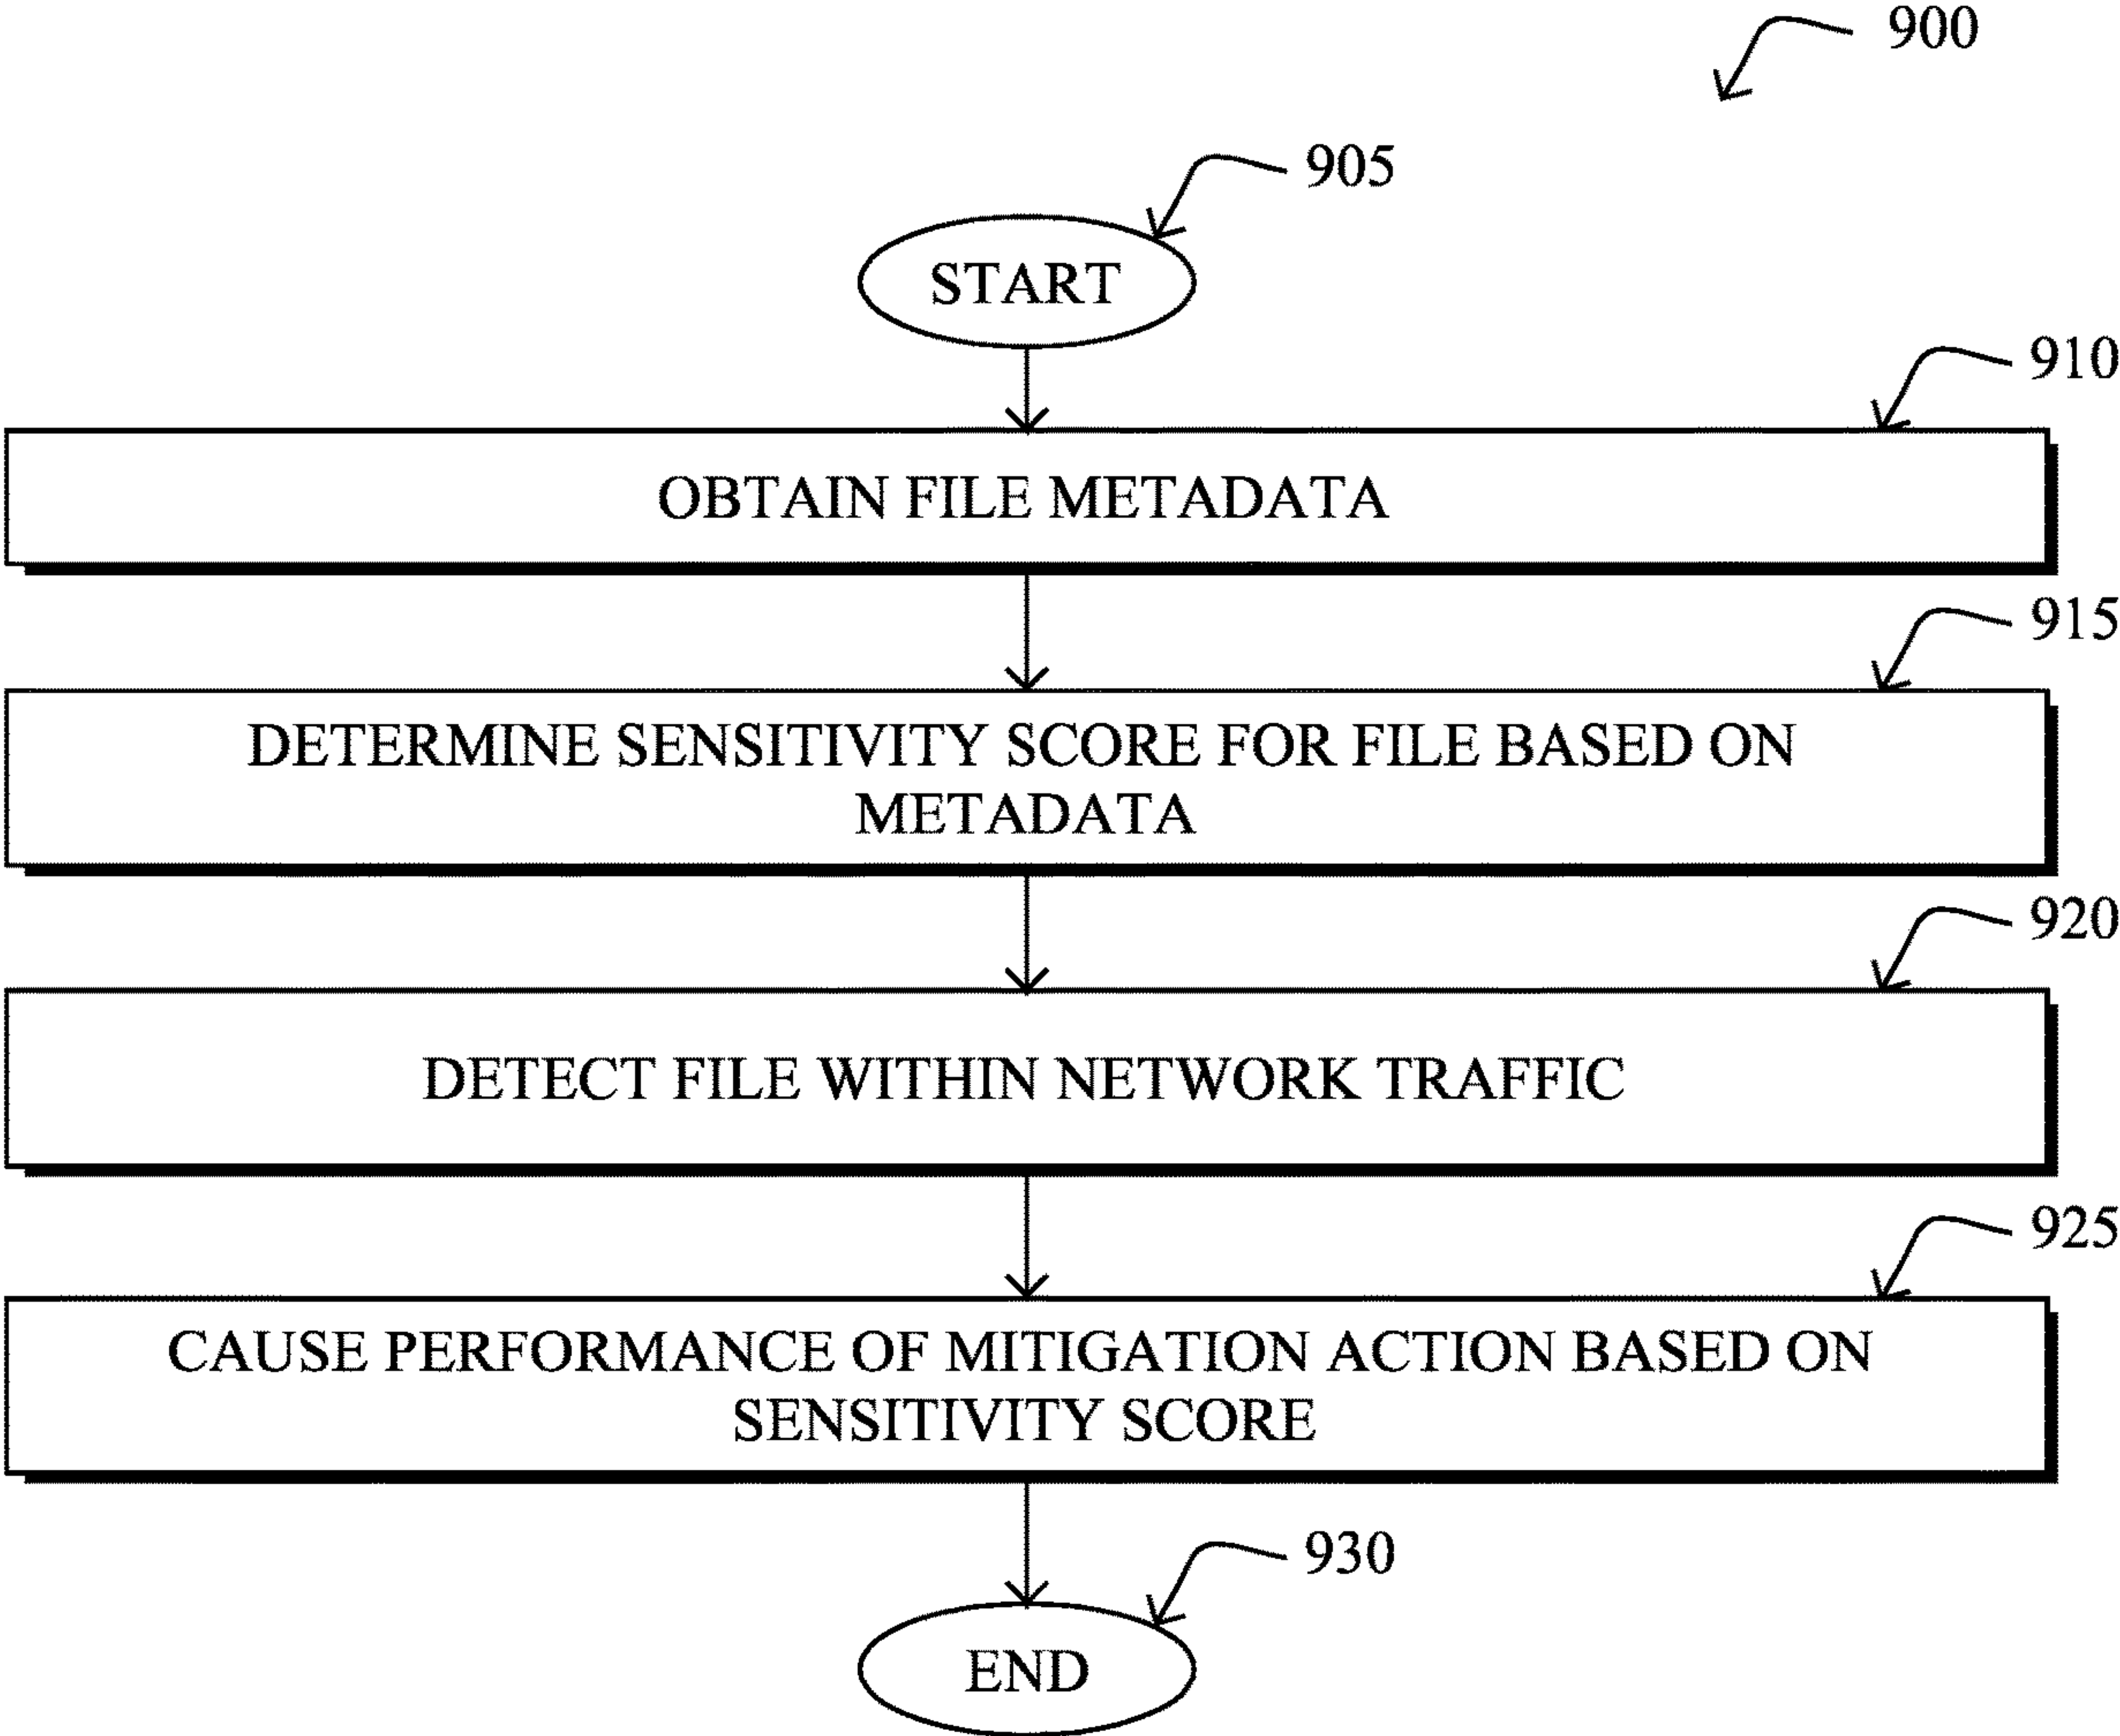 900
905
START
910
OBTAIN FILE METADATA
915
DETERMINE SENSITIVITY SCORE FOR FILE BASED ON
METADATA
920
DETECT FILE WITHIN NETWORK TRAFFIC
925
CAUSE PERFORMANCE OF MITIGATION ACTION BASED ON
SENSITIVITY SCORE
930
END